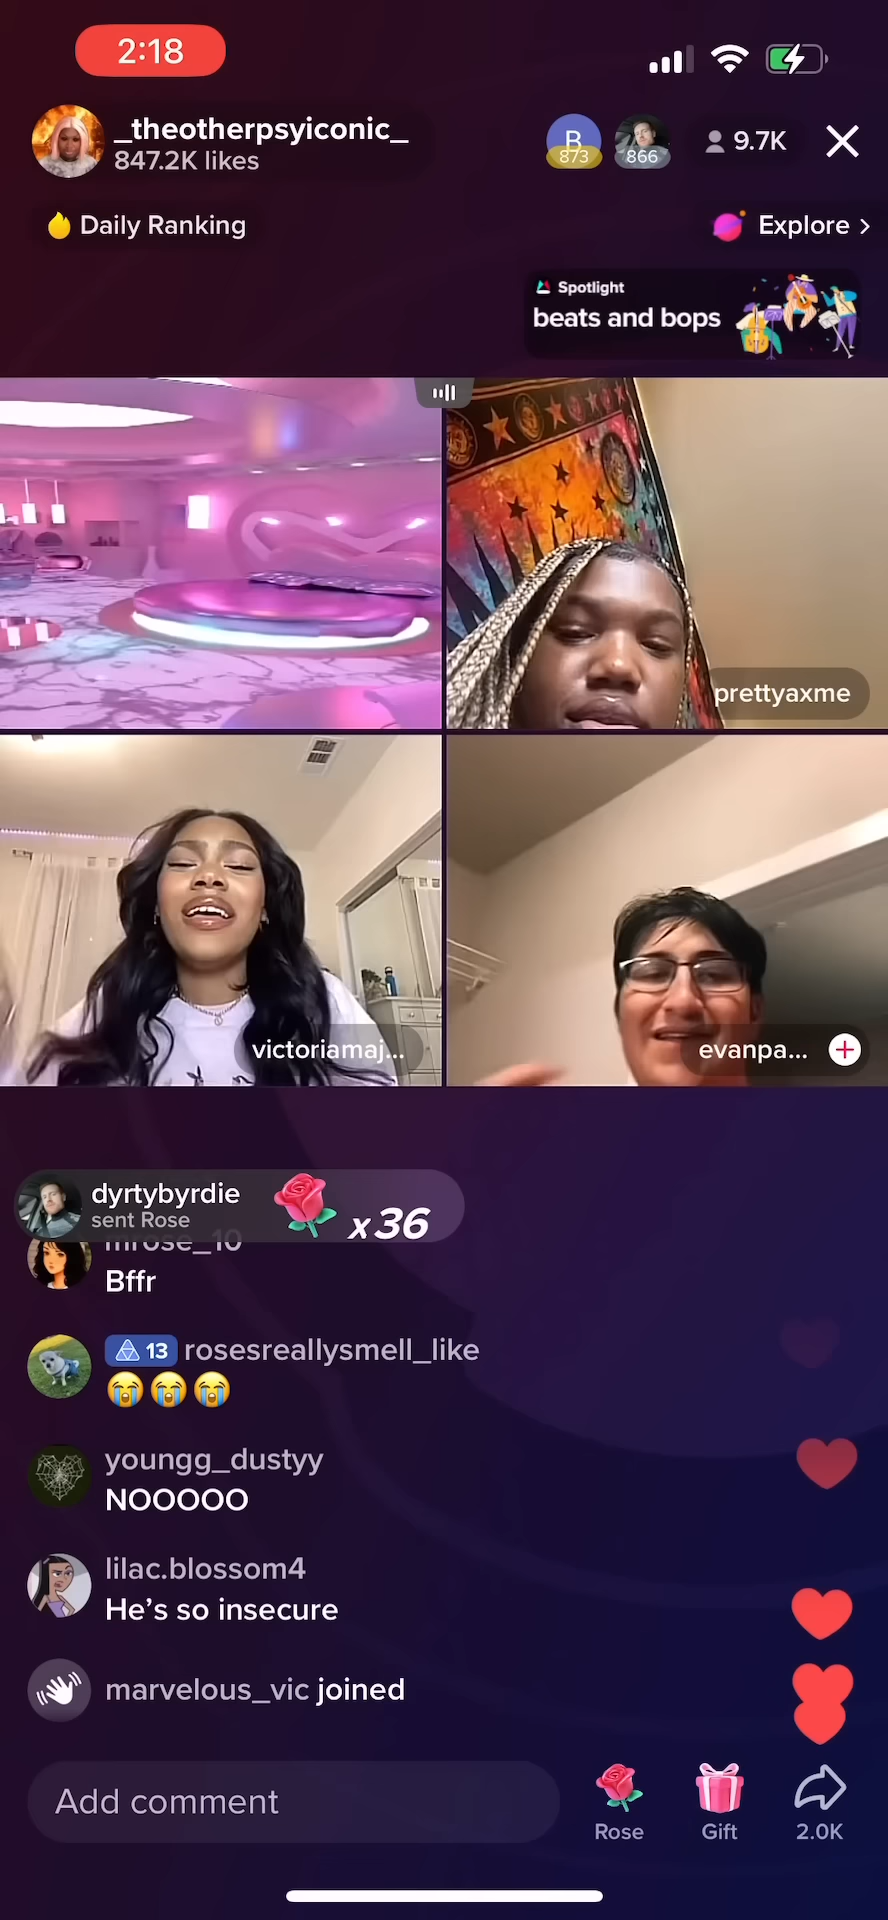 2:18
_theotherpsyiconic_
847.2K likes
B
873
866
9.7K
Daily Ranking
Explore >
Spotlight
beats and bops
prettyaxme
victoriamaj...
evanpa...
dyrtybyrdie
sent Rose
x36
mrose_10
Bffr
13 rosesreallysmell_like
😭😭😭
youngg_dustyy
NOOOOO
lilac.blossom4
He's so insecure
marvelous_vic joined
Add comment
Rose
Gift
2.0K